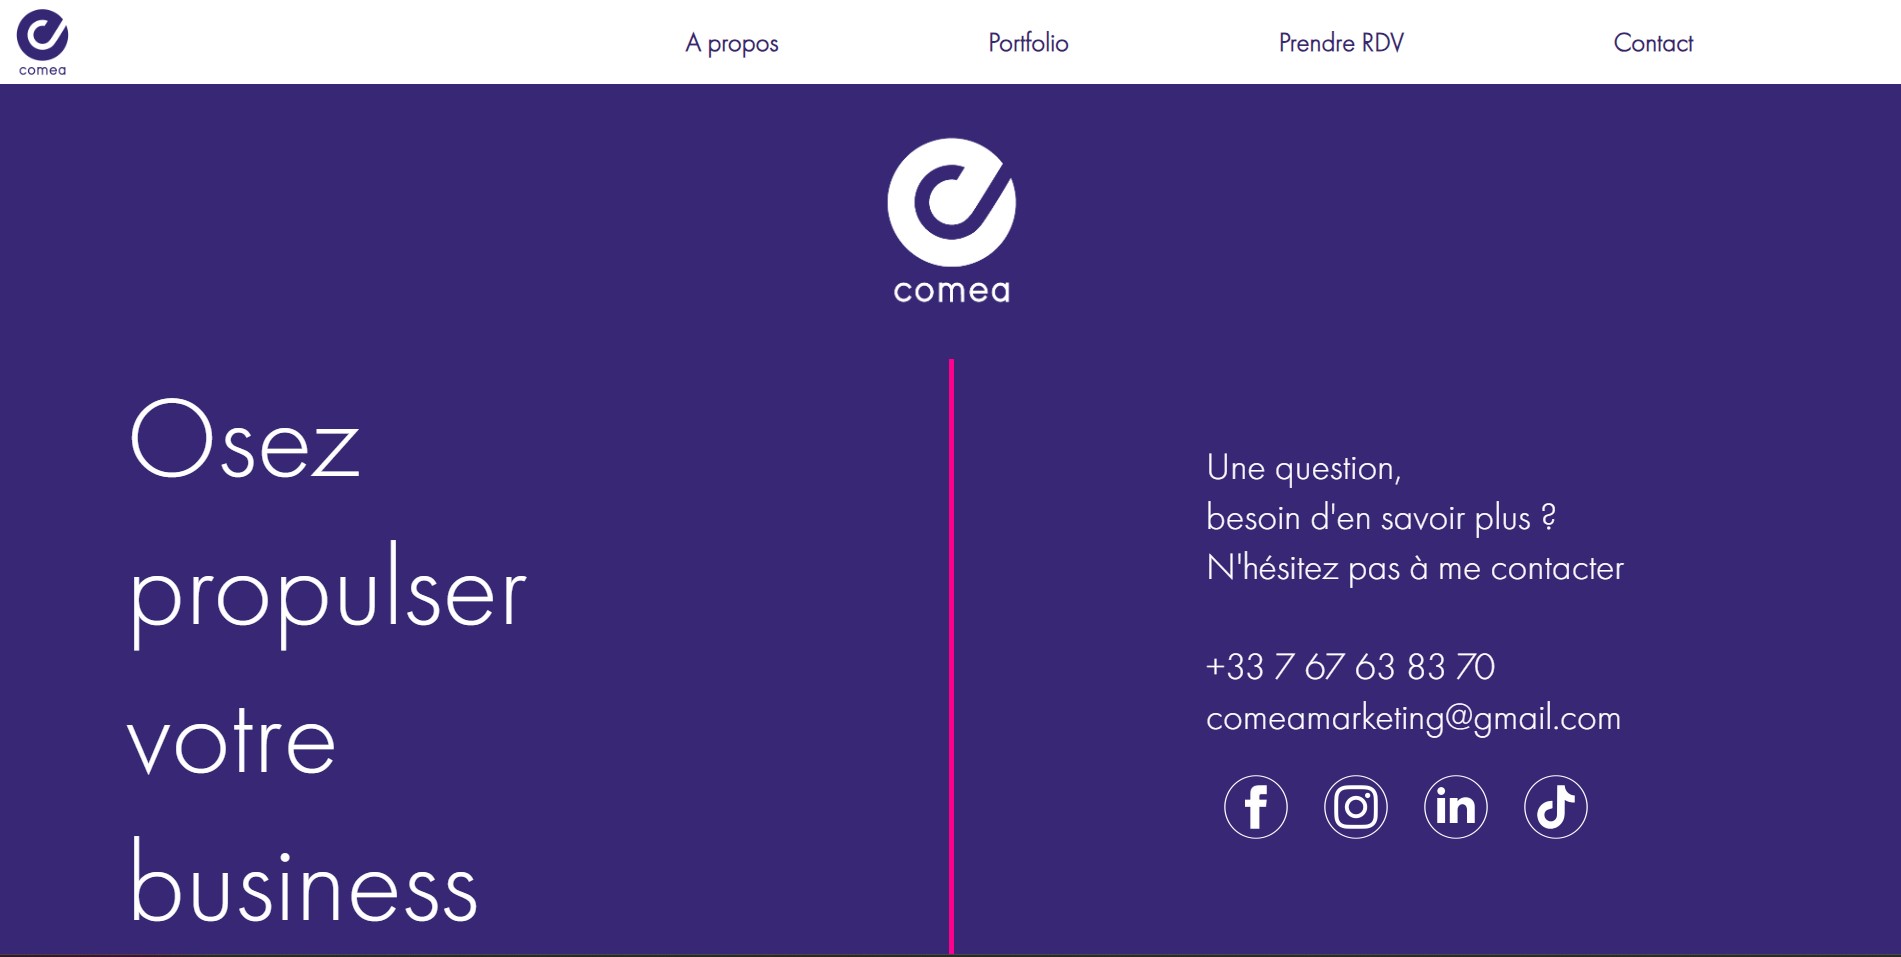 comea
A propos
Portfolio
Prendre RDV
Contact
comea
Osez
propulser
votre
business
Une question,
besoin d'en savoir plus ?
N'hésitez pas à me contacter
+33 7 67 63 83 70
comeamarketing@gmail.com